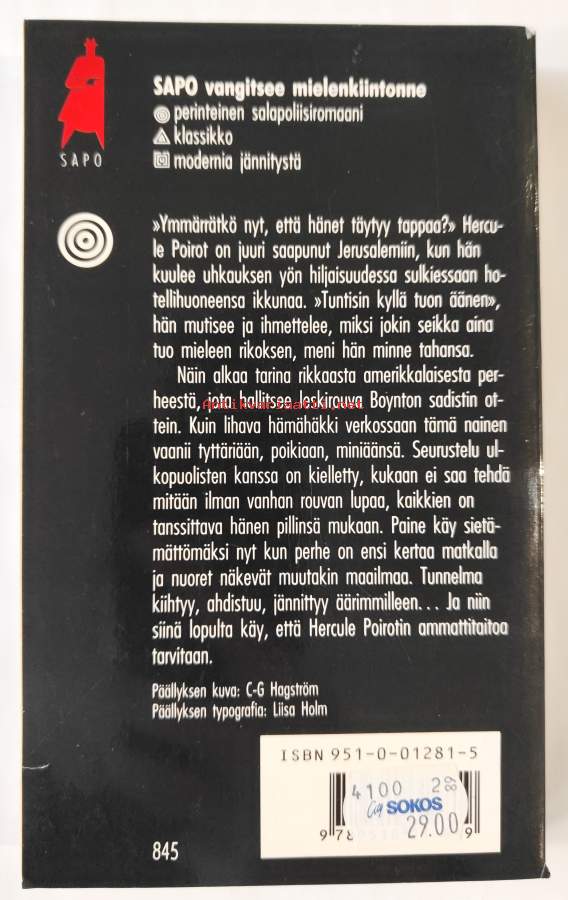 SAPO
SAPO vangitsee mielenkiintonne
perinteinen salapoliisiromaani
klassikko
modernia jännitystä
»Ymmärrätkö nyt, että hänet täytyy tappaa?» Hercu-
le Poirot on juuri saapunut Jerusalemiin, kun hän
kuulee uhkauksen yön hiljaisuudessa sulkiessaan ho-
tellihuoneensa ikkunaa. »Tuntisin kyllä tuon äänen»,
hän mutisee ja ihmettelee, miksi jokin seikka aina
tuo mieleen rikoksen, meni hän minne tahansa.
Näin alkaa tarina rikkaasta amerikkalaisesta per-
heestä, jota hallitsee leskirouva Boynton sadistin ot-
tein. Kuin lihava hämähäkki verkossaan tämä nainen
vaanii tyttäriään, poikiaan, miniäänsä. Seurustelu ul-
kopuolisten kanssa on kielletty, kukaan ei saa tehdä
mitään ilman vanhan rouvan lupaa, kaikkien on
tanssittava hänen pillinsä mukaan. Paine käy sietä-
mättömäksi nyt kun perhe on ensi kertaa matkalla
ja nuoret näkevät muutakin maailmaa. Tunnelma
kiihtyy, ahdistuu, jännittyy äärimmilleen... Ja niin
siinä lopulta käy, että Hercule Poirotin ammattitaitoa
tarvitaan.
Päällyksen kuva: C-G Hagström
Päällyksen typografia: Liisa Holm
ISBN 951-0-01281-5
4100 2 89
SOKOS
29.00
9 78 9
845